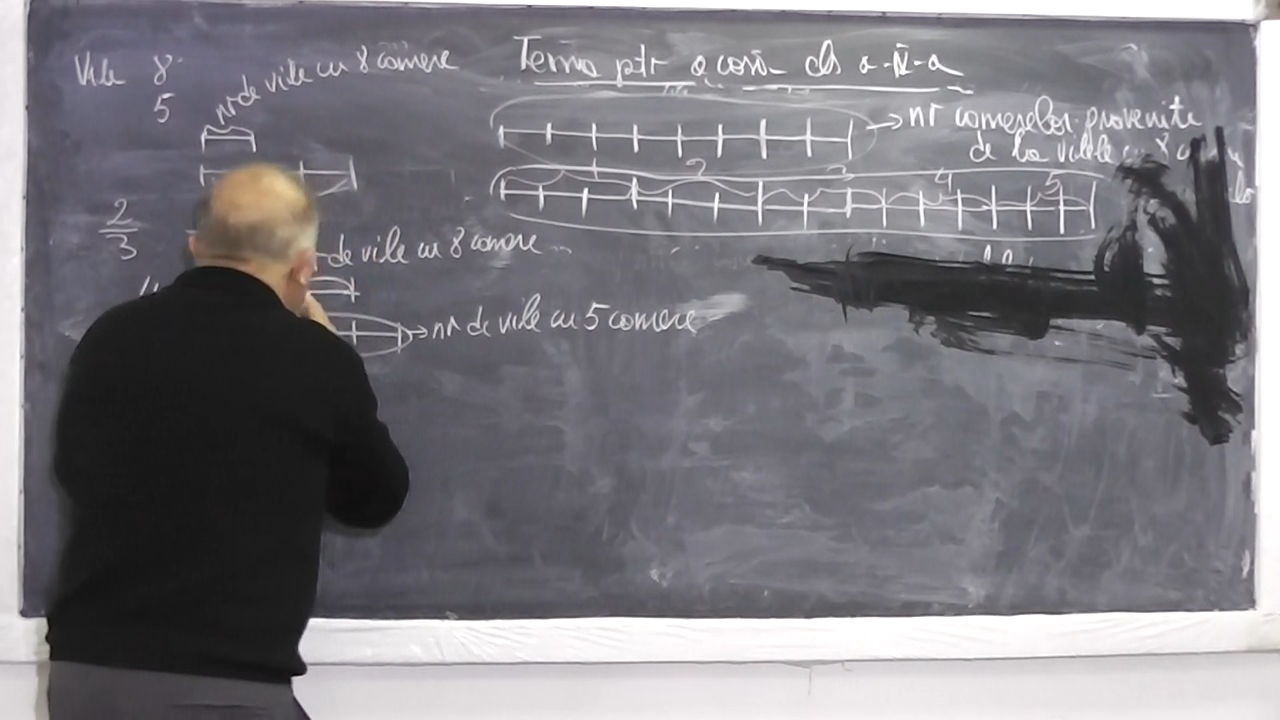 Vile 8
5
nr de vile cu 8 camere
2
3
de vile cu 8 camere
nr de vile cu 5 camere
Tema ptr acasă cls a-V-a
nr camerelor provenite
de la vilele cu 8
1 2 3 4 5